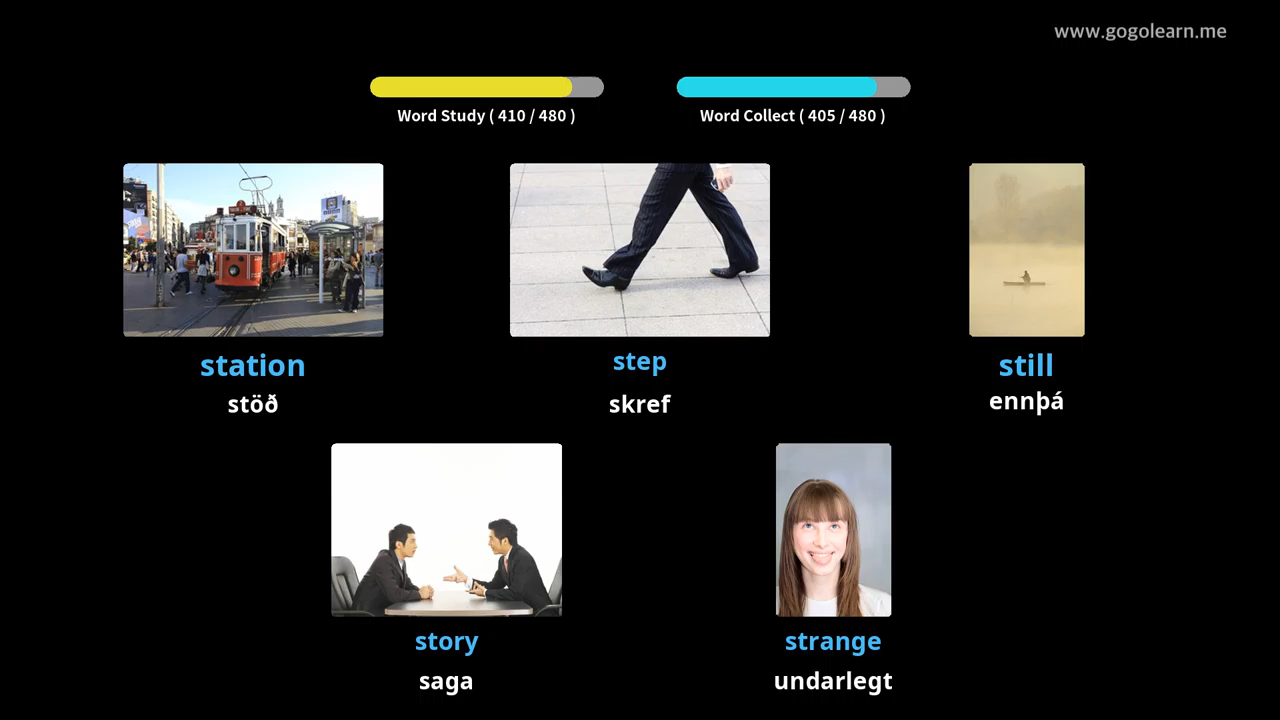 www.gogolearn.me
Word Study ( 410 / 480 )
Word Collect ( 405 / 480 )
station
step
still
stöð
skref
ennþá
story
strange
saga
undarlegt